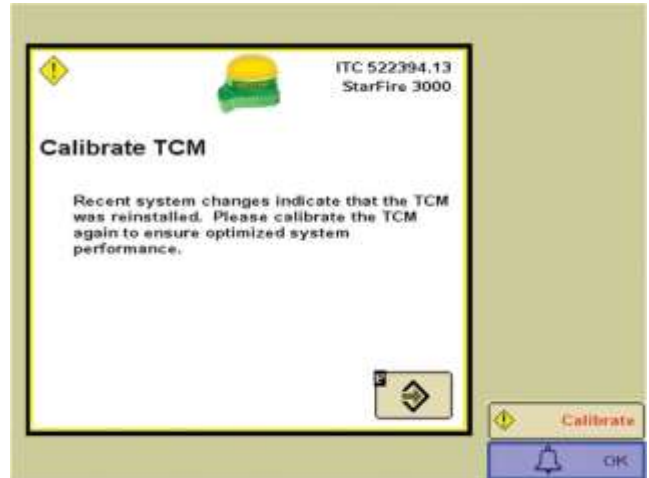 ITC 522394.13
StarFire 3000
Calibrate TCM
Recent system changes indicate that the TCM
was reinstalled. Please calibrate the TCM
again to ensure optimized system
performance.
Calibrate
OK